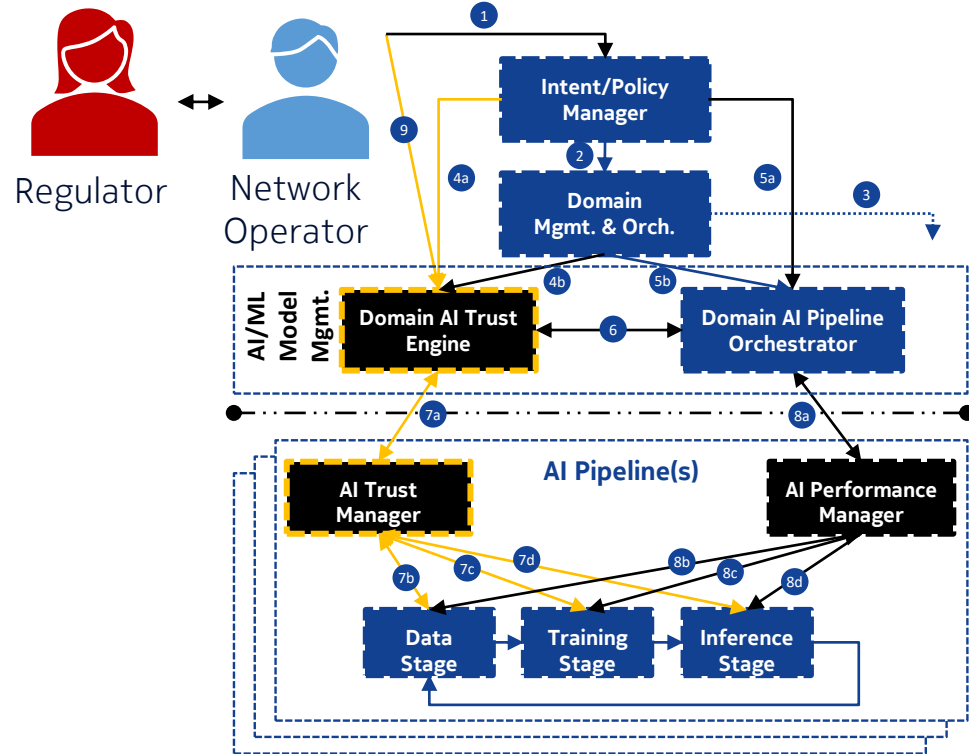 1
Intent/Policy
Manager
9
2
4a
5a
3
Regulator
Network
Operator
Domain
Mgmt. & Orch.
4b
5b
AI/ML
Model
Mgmt.
Domain AI Trust
Engine
6
Domain AI Pipeline
Orchestrator
7a
8a
AI Pipeline(s)
AI Trust
Manager
AI Performance
Manager
7b
7c
7d
8b
8c
8d
Data
Stage
Training
Stage
Inference
Stage